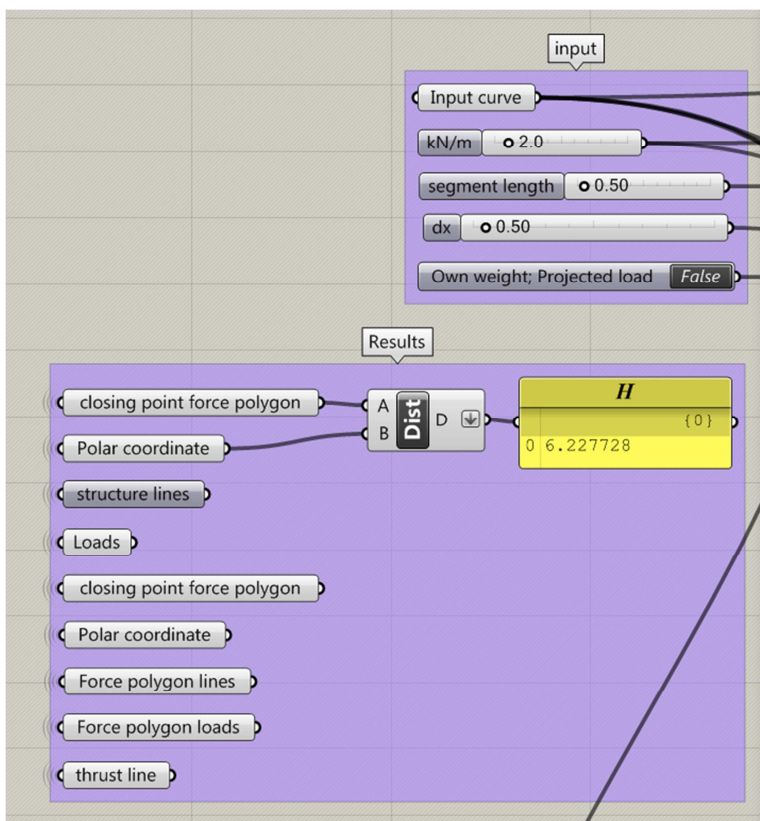 input
Input curve
kN/m 2.0
segment length 0.50
dx 0.50
Own weight; Projected load False
Results
closing point force polygon
A
B
Dist
D
H
{0}
0 6.227728
Polar coordinate
structure lines
Loads
closing point force polygon
Polar coordinate
Force polygon lines
Force polygon loads
thrust line